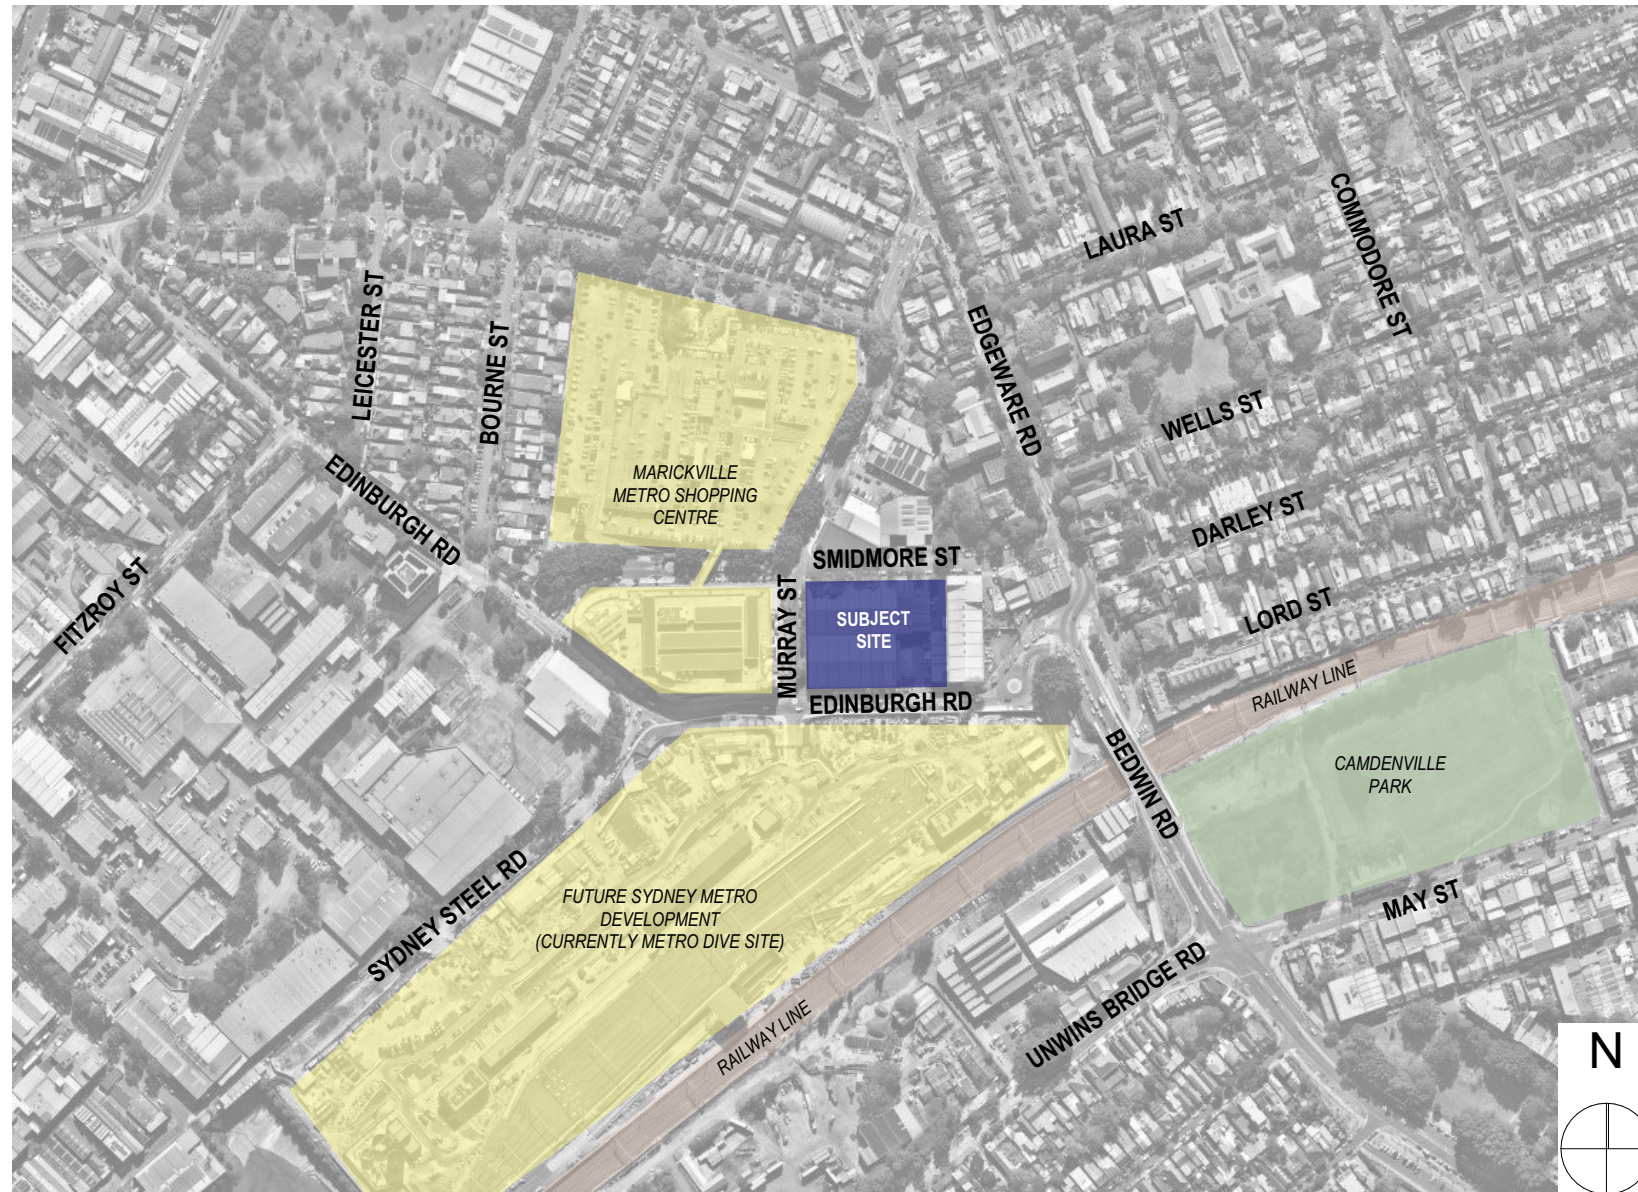 COMMODORE ST
LAURA ST
LEICESTER ST
BOURNE ST
EDGEWARE RD
WELLS ST
MARICKVILLE
METRO SHOPPING
CENTRE
EDINBURGH RD
DARLEY ST
FITZROY ST
SMIDMORE ST
MURRAY ST
SUBJECT
SITE
LORD ST
EDINBURGH RD
RAILWAY LINE
BEDWIN RD
CAMDENVILLE
PARK
SYDNEY STEEL RD
FUTURE SYDNEY METRO
DEVELOPMENT
(CURRENTLY METRO DIVE SITE)
MAY ST
UNWINS BRIDGE RD
RAILWAY LINE
N